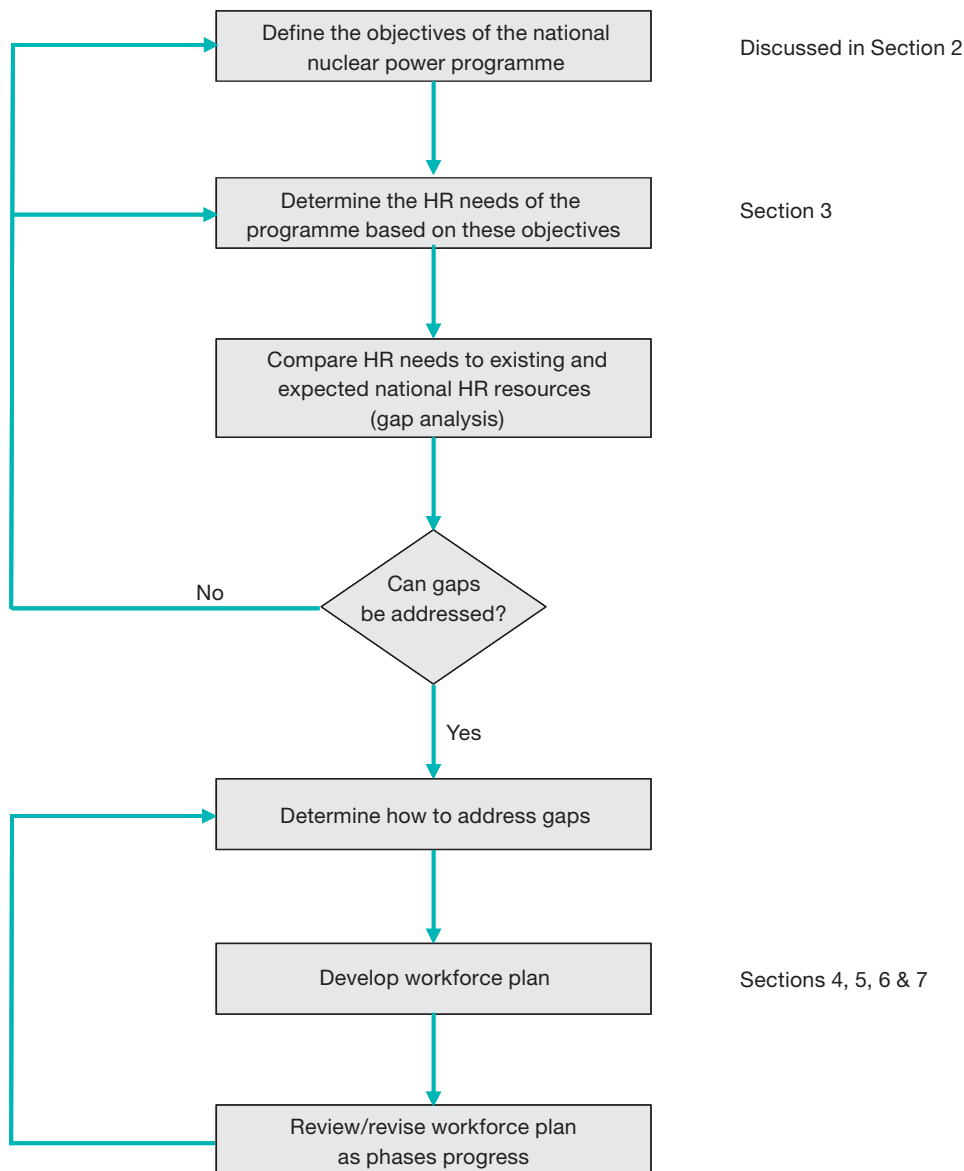 Define the objectives of the national
nuclear power programme
Discussed in Section 2
Determine the HR needs of the
programme based on these objectives
Section 3
Compare HR needs to existing and
expected national HR resources
(gap analysis)
Can gaps
be addressed?
No
Yes
Determine how to address gaps
Develop workforce plan
Sections 4, 5, 6 & 7
Review/revise workforce plan
as phases progress